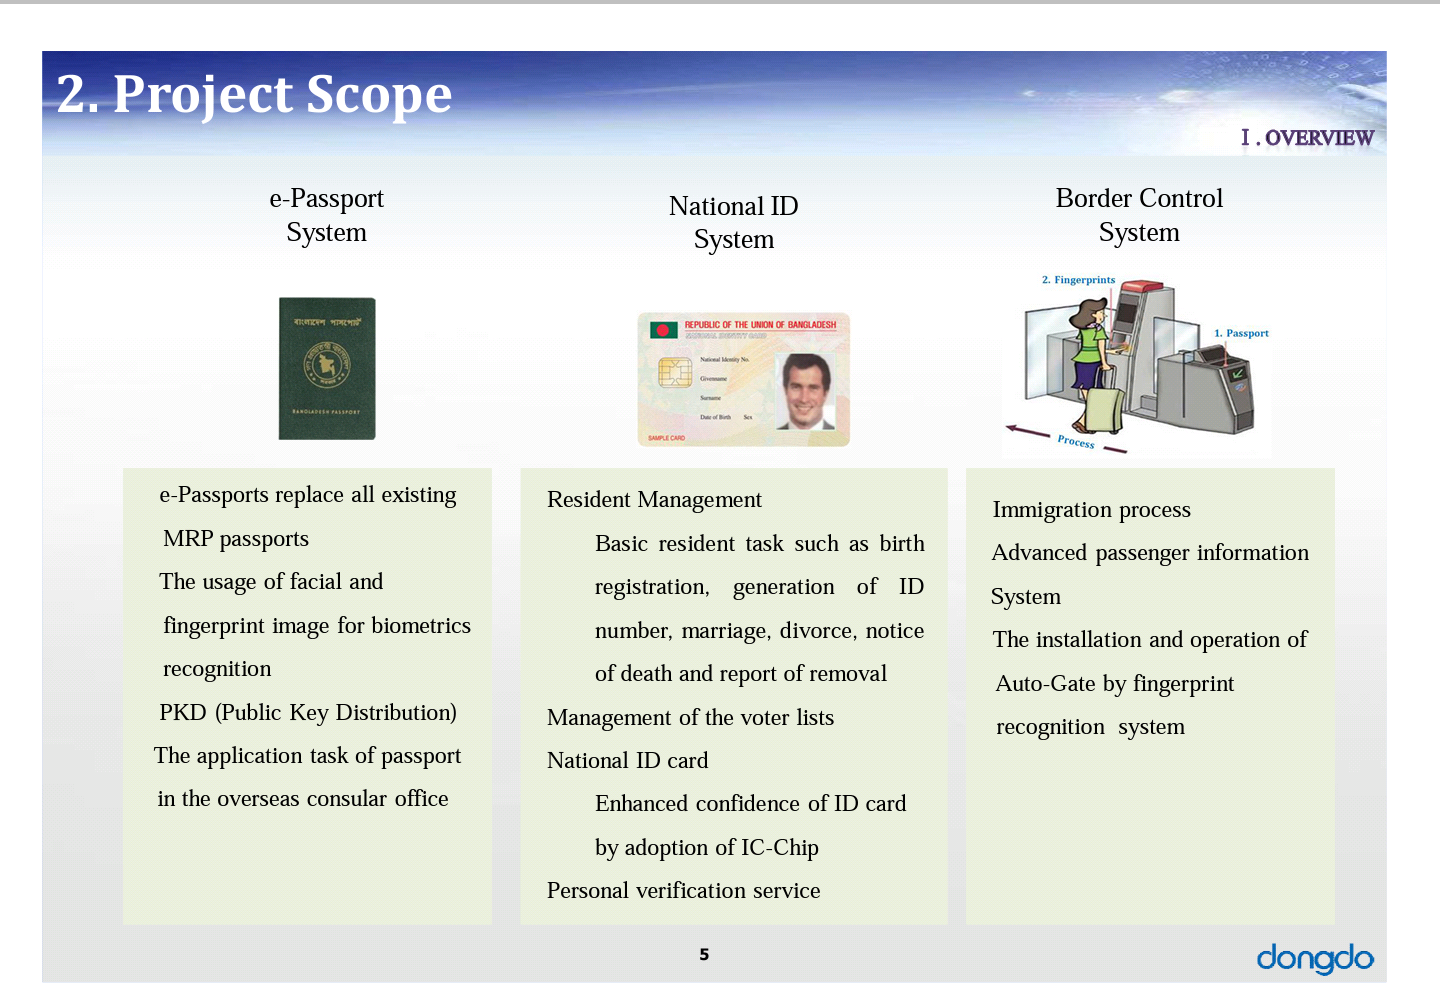 2. Project Scope
Ⅰ. OVERVIEW
e-Passport
System
বাংলাদেশ পাসপোর্ট
BANGLADESH PASSPORT
e-Passports replace all existing
MRP passports
The usage of facial and
fingerprint image for biometrics
recognition
PKD (Public Key Distribution)
The application task of passport
in the overseas consular office
National ID
System
REPUBLIC OF THE UNION OF BANGLADESH
NATIONAL IDENTITY CARD
National Identity No.
Givenname
Surname
Date of Birth Sex
SAMPLE CARD
Resident Management
Basic resident task such as birth
registration, generation of ID
number, marriage, divorce, notice
of death and report of removal
Management of the voter lists
National ID card
Enhanced confidence of ID card
by adoption of IC-Chip
Personal verification service
Border Control
System
2. Fingerprints
1. Passport
Process
Immigration process
Advanced passenger information
System
The installation and operation of
Auto-Gate by fingerprint
recognition system
5
dongdo